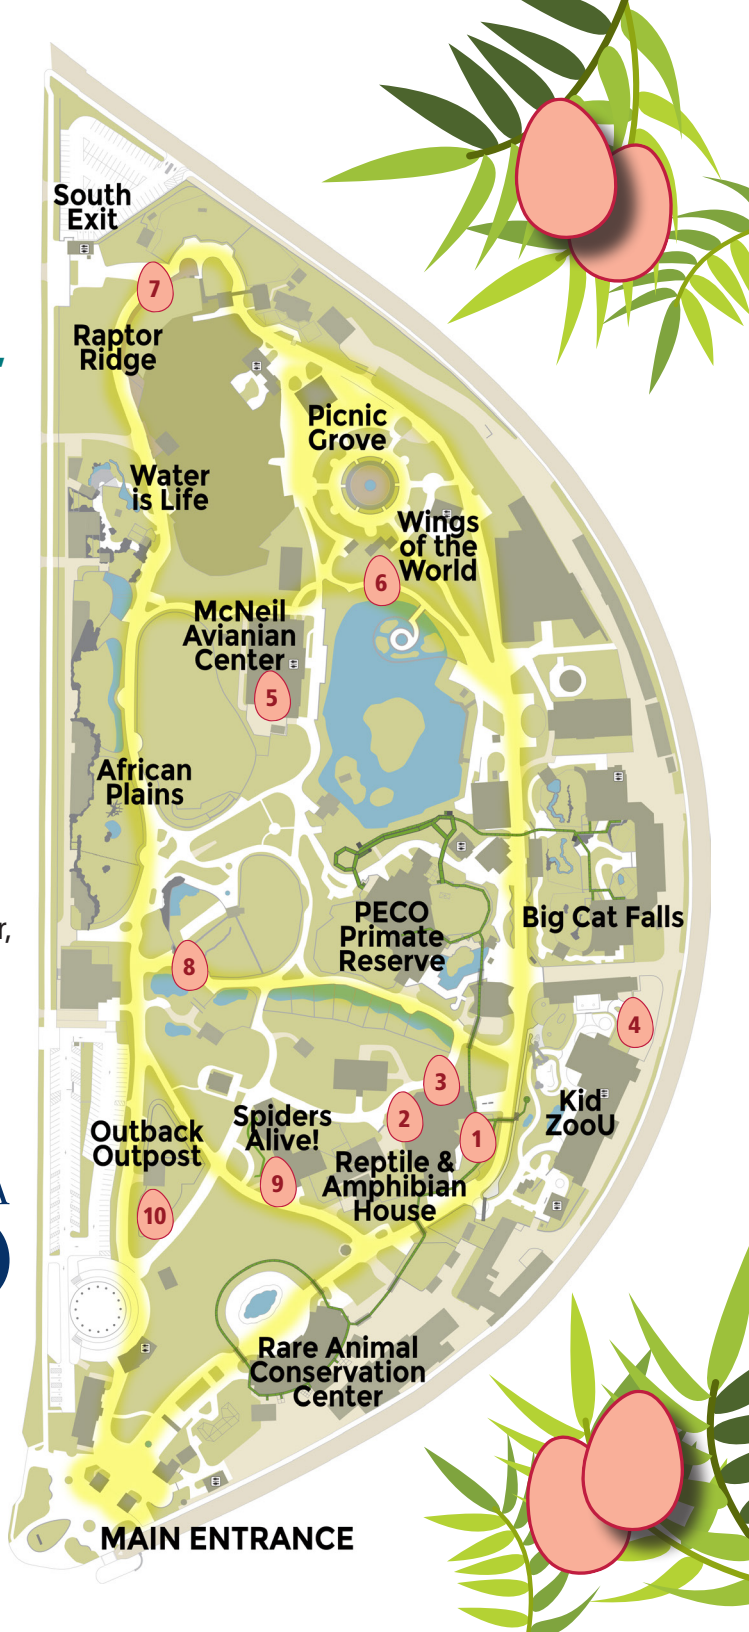 South
Exit
7
Raptor
Ridge
Picnic
Grove
Water
is Life
Wings
of the
World
6
McNeil
Avianian
Center
5
African
Plains
r,
PECO
Primate
Reserve
Big Cat Falls
8
4
3
Kid
ZooU
2
1
Spiders
Alive!
Outback
Outpost
Reptile &
Amphibian
House
9
A
10
Rare Animal
Conservation
Center
MAIN ENTRANCE